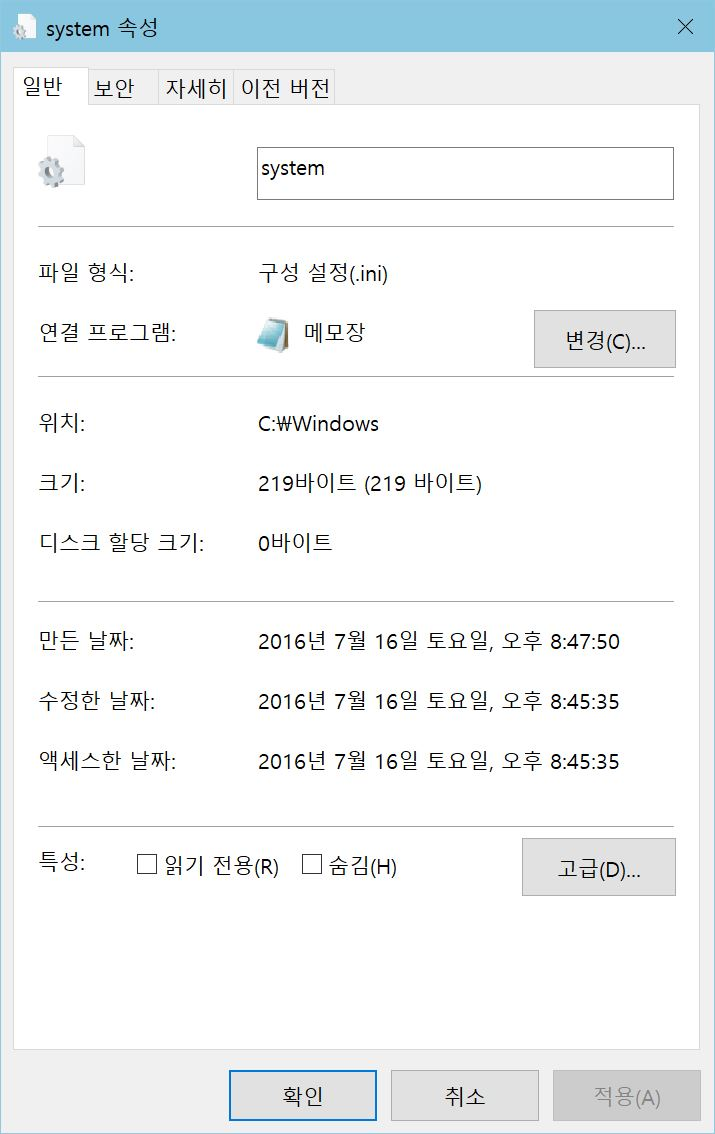 system 속성
일반 보안 자세히 이전 버전
system
파일 형식: 구성 설정(.ini)
연결 프로그램: 메모장 변경(C)...
위치: C:₩Windows
크기: 219바이트 (219 바이트)
디스크 할당 크기: 0바이트
만든 날짜: 2016년 7월 16일 토요일, 오후 8:47:50
수정한 날짜: 2016년 7월 16일 토요일, 오후 8:45:35
액세스한 날짜: 2016년 7월 16일 토요일, 오후 8:45:35
특성: 읽기 전용(R) 숨김(H) 고급(D)...
확인 취소 적용(A)